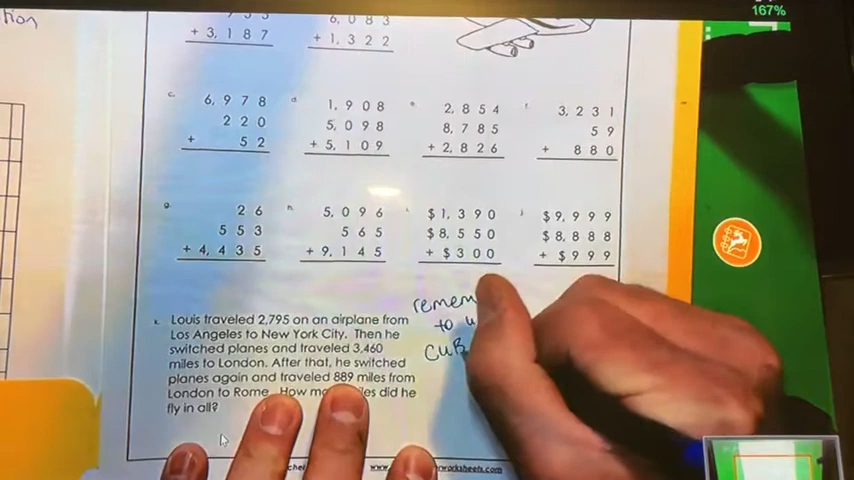 167%
+ 3, 1 8 7
6, 0 8 3
+ 1, 3 2 2
c.
6, 9 7 8
2 2 0
+ 5 2
d.
1, 9 0 8
5, 0 9 8
+ 5, 1 0 9
e.
2, 8 5 4
8, 7 8 5
+ 2, 8 2 6
f.
3, 2 3 1
5 9
+ 8 8 0
g.
2 6
5 5 3
+ 4, 4 3 5
h.
5, 0 9 6
5 6 5
+ 9, 1 4 5
i.
$ 1, 3 9 0
$ 8, 5 5 0
+ $ 3 0 0
j.
$ 9, 9 9 9
$ 8, 8 8 8
+ $ 9 9 9
k. Louis traveled 2,795 on an airplane from
Los Angeles to New York City. Then he
switched planes and traveled 3,460
miles to London. After that, he switched
planes again and traveled 889 miles from
London to Rome. How did he
fly in all?
to